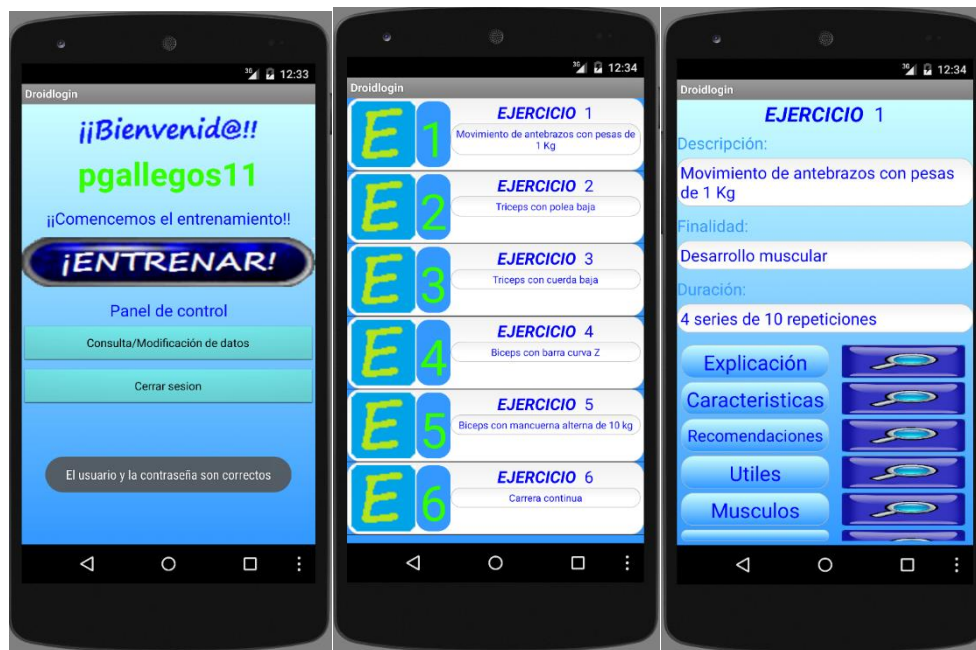 3G 12:33
Droidlogin
¡¡Bienvenid@!!
pgallegos11
¡¡Comencemos el entrenamiento!!
¡ENTRENAR!
Panel de control
Consulta/Modificación de datos
Cerrar sesion
El usuario y la contraseña son correctos
3G 12:34
Droidlogin
E 1
EJERCICIO 1
Movimiento de antebrazos con pesas de
1 Kg
E 2
EJERCICIO 2
Triceps con polea baja
E 3
EJERCICIO 3
Triceps con cuerda baja
E 4
EJERCICIO 4
Biceps con barra curva Z
E 5
EJERCICIO 5
Biceps con mancuerna alterna de 10 kg
E 6
EJERCICIO 6
Carrera continua
3G 12:34
Droidlogin
EJERCICIO 1
Descripción:
Movimiento de antebrazos con pesas
de 1 Kg
Finalidad:
Desarrollo muscular
Duración:
4 series de 10 repeticiones
Explicación
Caracteristicas
Recomendaciones
Utiles
Musculos